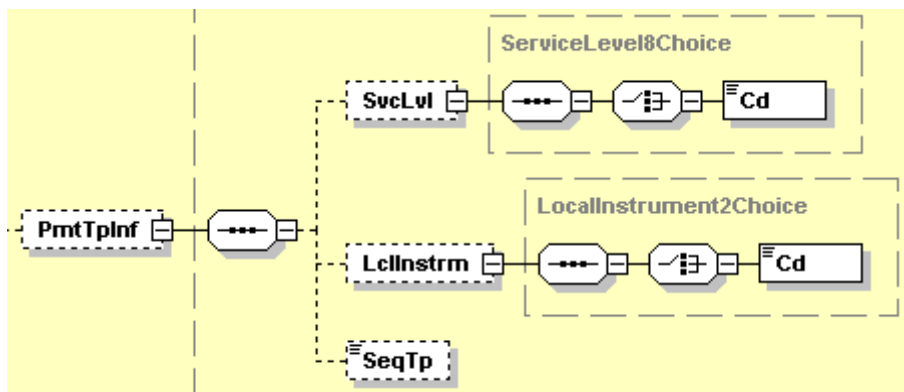 ServiceLevel8Choice
SvcLvl
Cd
PmtTpInf
LocalInstrument2Choice
LclInstrm
Cd
SeqTp